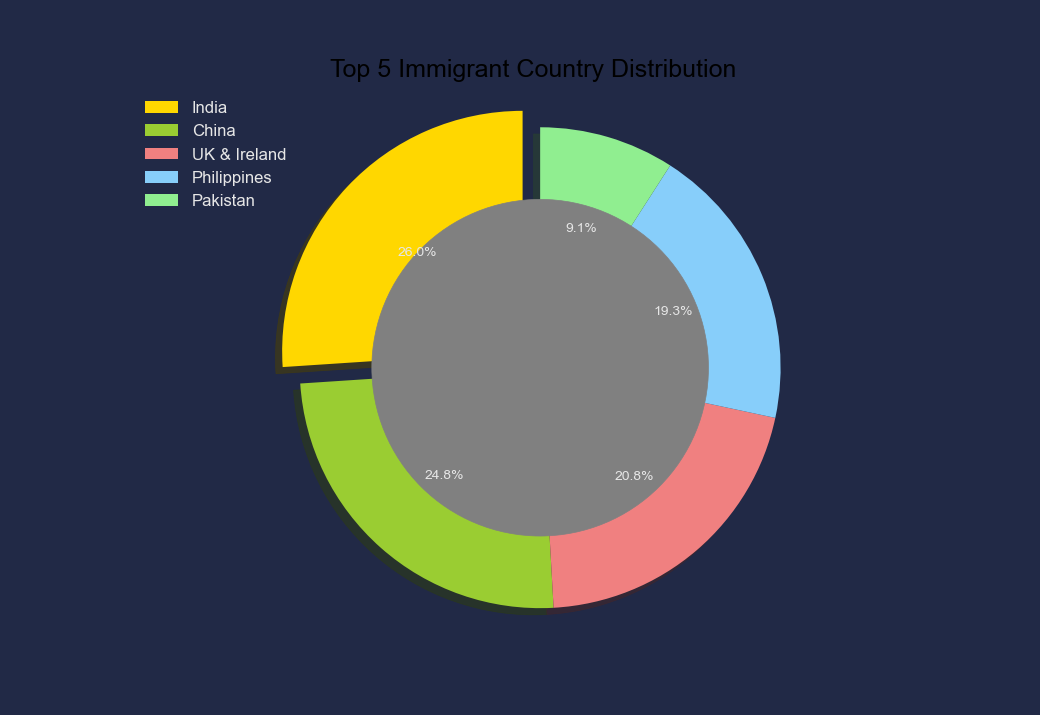 Top 5 Immigrant Country Distribution
India
China
UK & Ireland
Philippines
Pakistan
9.1%
26.0%
19.3%
24.8%
20.8%